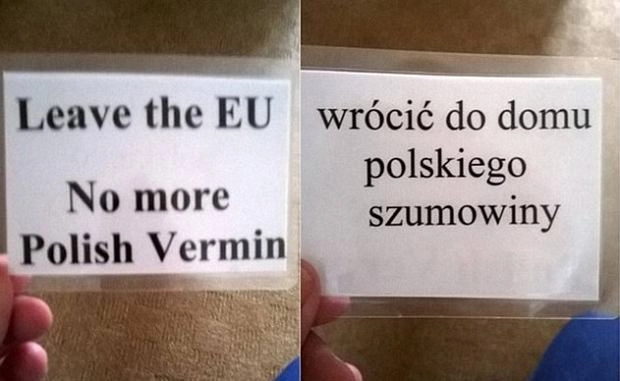 Leave the EU
No more
Polish Vermin
wrócić do domu
polskiego
szumowiny